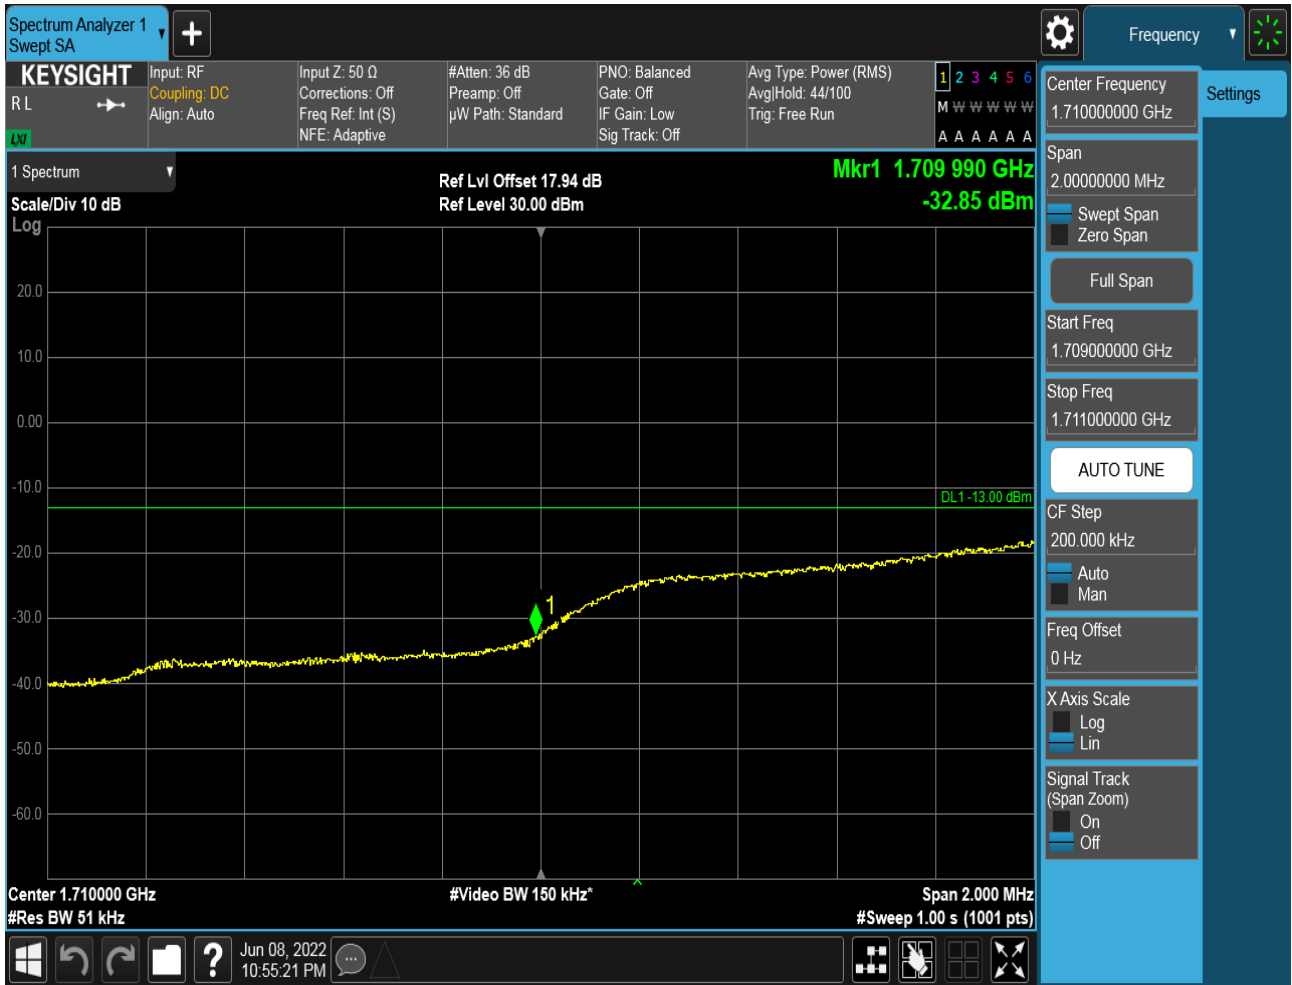 Spectrum Analyzer 1
Swept SA
Frequency
KEYSIGHT
R L
LXI
Input: RF
Coupling: DC
Align: Auto
Input Z: 50 Ω
Corrections: Off
Freq Ref: Int (S)
NFE: Adaptive
#Atten: 36 dB
Preamp: Off
µW Path: Standard
PNO: Balanced
Gate: Off
IF Gain: Low
Sig Track: Off
Avg Type: Power (RMS)
Avg|Hold: 44/100
Trig: Free Run
1 2 3 4 5 6
M W W W W W
A A A A A A
1 Spectrum
Scale/Div 10 dB
Log
Ref Lvl Offset 17.94 dB
Ref Level 30.00 dBm
Mkr1 1.709 990 GHz
-32.85 dBm
20.0
10.0
0.00
-10.0
-20.0
-30.0
-40.0
-50.0
-60.0
DL1 -13.00 dBm
1
Center 1.710000 GHz
#Res BW 51 kHz
#Video BW 150 kHz*
Span 2.000 MHz
#Sweep 1.00 s (1001 pts)
Center Frequency
1.710000000 GHz
Settings
Span
2.00000000 MHz
Swept Span
Zero Span
Full Span
Start Freq
1.709000000 GHz
Stop Freq
1.711000000 GHz
AUTO TUNE
CF Step
200.000 kHz
Auto
Man
Freq Offset
0 Hz
X Axis Scale
Log
Lin
Signal Track
(Span Zoom)
On
Off
?
Jun 08, 2022
10:55:21 PM